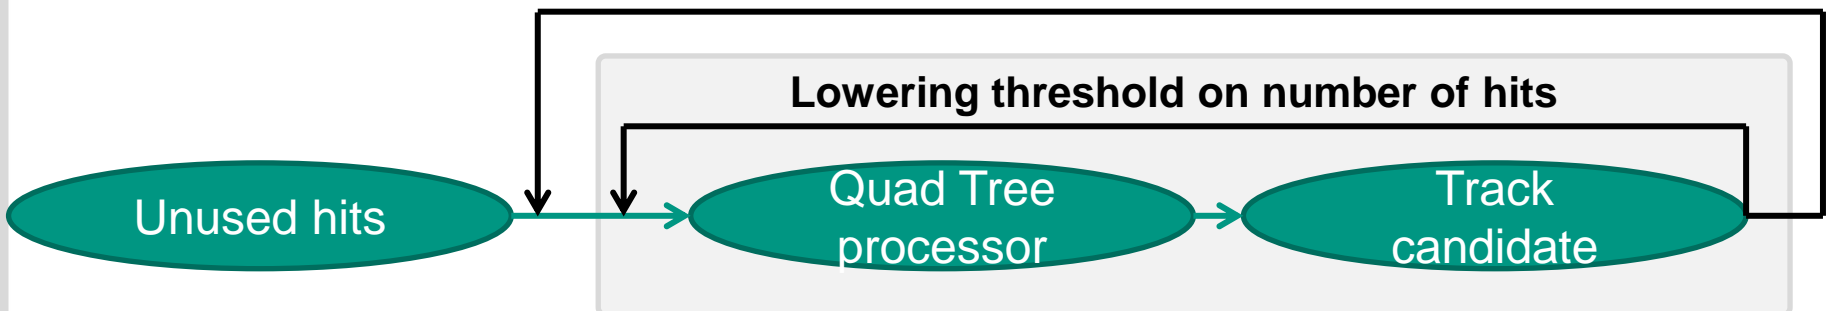 Lowering threshold on number of hits
Unused hits
Quad Tree
processor
Track
candidate